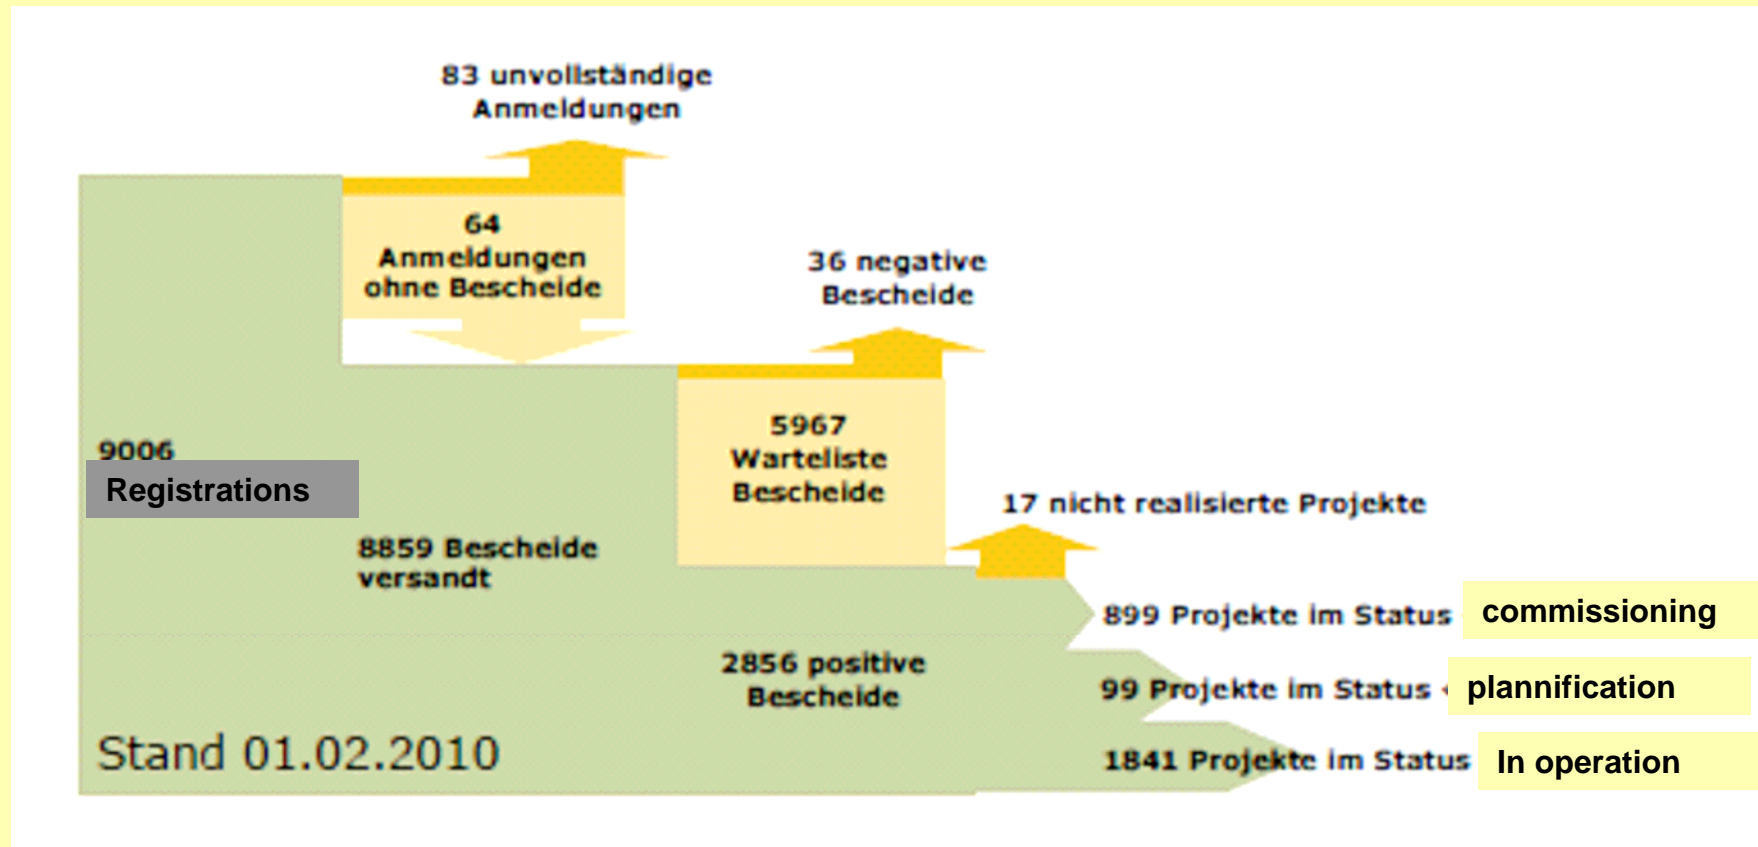 83 unvollständige
Anmeldungen
64
Anmeldungen
ohne Bescheide
36 negative
Bescheide
9006
Registrations
5967
Warteliste
Bescheide
8859 Bescheide
versandt
17 nicht realisierte Projekte
899 Projekte im Status commissioning
2856 positive
Bescheide
99 Projekte im Status plannification
1841 Projekte im Status In operation
Stand 01.02.2010